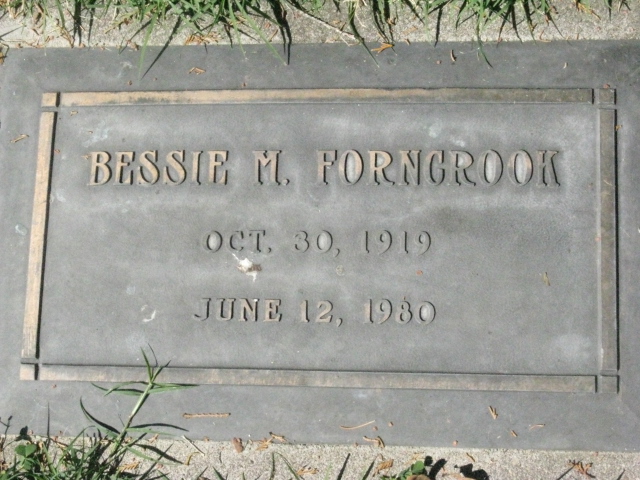 BESSIE M. FORNGROOK
OCT. 30, 1919
JUNE 12, 1980